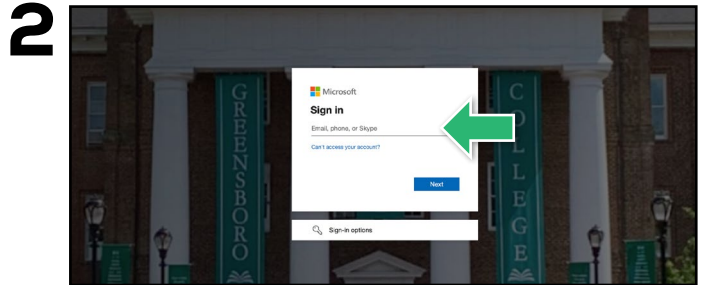 2
Microsoft
Sign in
Email, phone, or Skype
Can't access your account?
Next
Sign-in options
GREENSBORO
COLLEGE